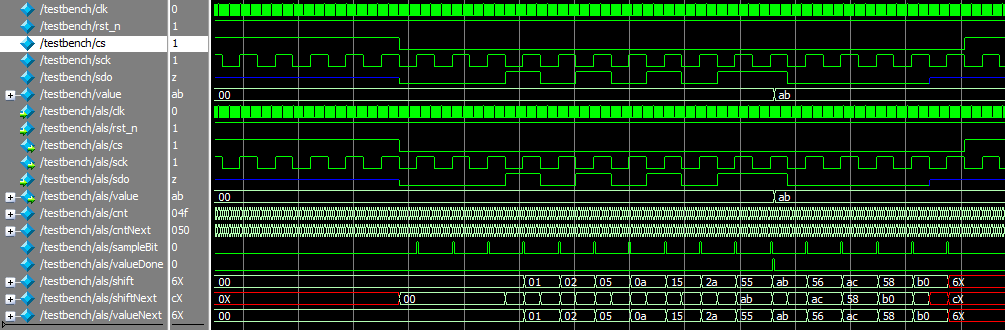 /testbench/clk 0
/testbench/rst_n 1
/testbench/cs 1
/testbench/sck 1
/testbench/sdo z
/testbench/value ab 00 ab
/testbench/als/clk 0
/testbench/als/rst_n 1
/testbench/als/cs 1
/testbench/als/sck 1
/testbench/als/sdo z
/testbench/als/value ab 00 ab
/testbench/als/cnt 04f
/testbench/als/cntNext 050
/testbench/als/sampleBit 0
/testbench/als/valueDone 0
/testbench/als/shift 6X 00 01 02 05 0a 15 2a 55 ab 56 ac 58 b0 6X
/testbench/als/shiftNext cX 0X 00 ab ac 58 b0 cX
/testbench/als/valueNext 6X 00 01 02 05 0a 15 2a 55 ab 56 ac 58 b0 6X